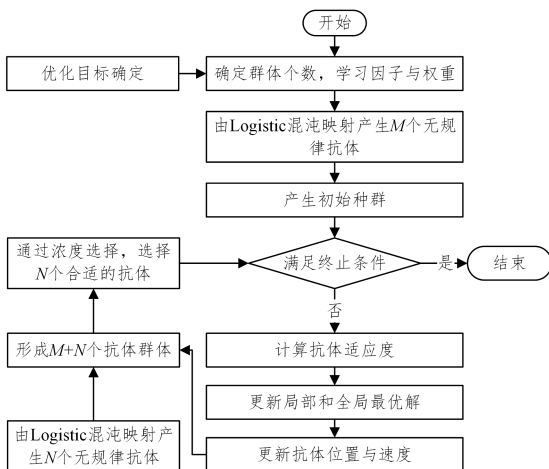 开始
优化目标确定
确定群体个数，学习因子与权重
由Logistic混沌映射产生M个无规
律抗体
产生初始种群
通过浓度选择，选择
N个合适的抗体
满足终止条件
是
结束
否
形成M+N个抗体群体
计算抗体适应度
更新局部和全局最优解
由Logistic混沌映射产
生N个无规律抗体
更新抗体位置与速度